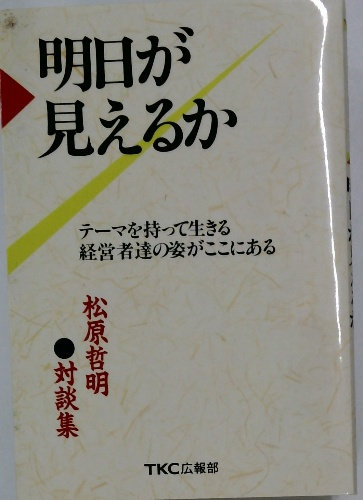 明日が
見えるか
テーマを持って生きる
経営者達の姿がここにある
松原哲明
●対談集
TKC広報部